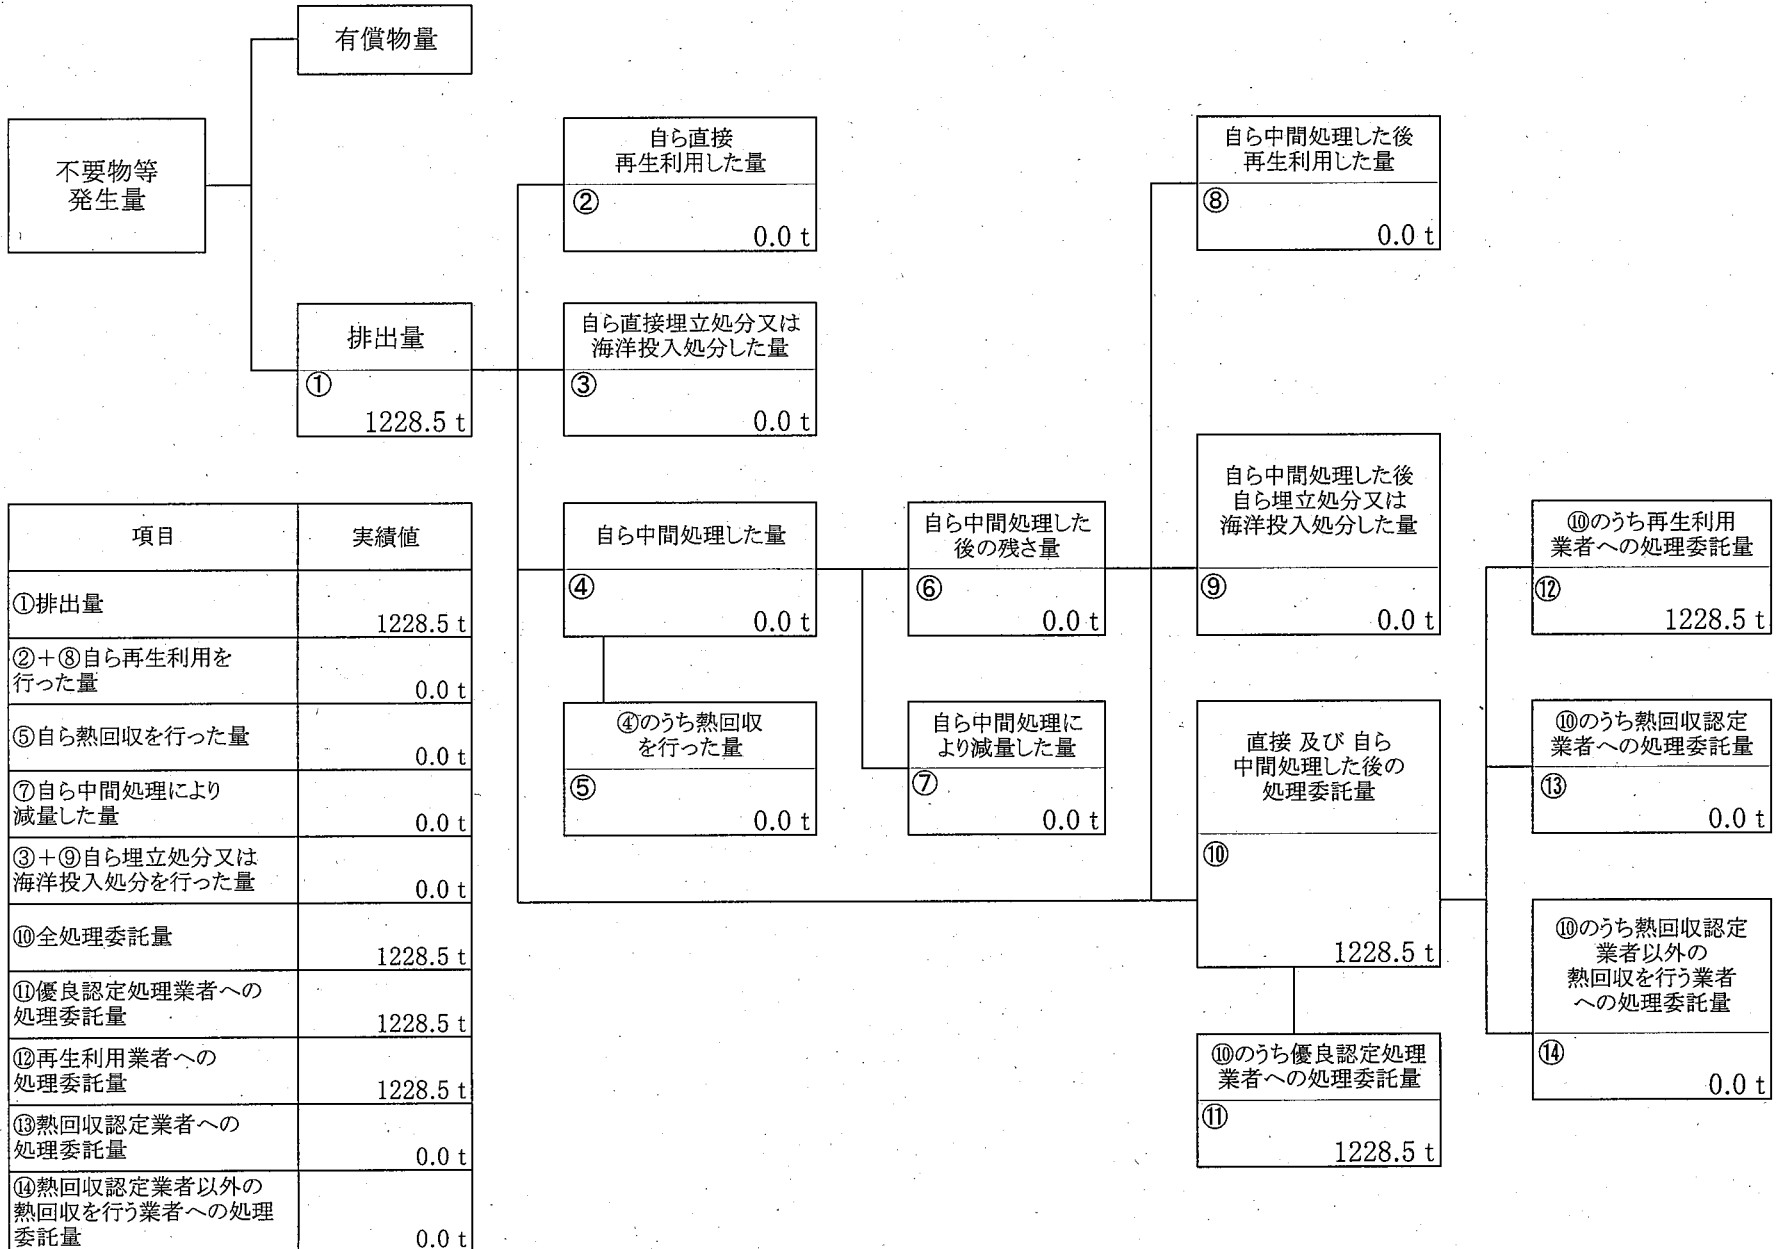 有償物量
不要物等
発生量
自ら直接
再生利用した量
②
0.0 t
自ら中間処理した後
再生利用した量
⑧
0.0 t
排出量
①
1228.5 t
自ら直接埋立処分又は
海洋投入処分した量
③
0.0 t
自ら中間処理した量
④
0.0 t
自ら中間処理した
後の残さ量
⑥
0.0 t
自ら中間処理した後
自ら埋立処分又は
海洋投入処分した量
⑨
0.0 t
⑩のうち再生利用
業者への処理委託量
⑫
1228.5 t
④のうち熱回収
を行った量
⑤
0.0 t
自ら中間処理に
より減量した量
⑦
0.0 t
直接 及び 自ら
中間処理した後の
処理委託量
⑩
1228.5 t
⑩のうち熱回収認定
業者への処理委託量
⑬
0.0 t
⑩のうち熱回収認定
業者以外の
熱回収を行う業者
への処理委託量
⑭
0.0 t
⑩のうち優良認定処理
業者への処理委託量
⑪
1228.5 t
項目 実績値
①排出量
1228.5 t
②+⑧自ら再生利用を
行った量
0.0 t
⑤自ら熱回収を行った量
0.0 t
⑦自ら中間処理により
減量した量
0.0 t
③+⑨自ら埋立処分又は
海洋投入処分を行った量
0.0 t
⑩全処理委託量
1228.5 t
⑪優良認定処理業者への
処理委託量
1228.5 t
⑫再生利用業者への
処理委託量
1228.5 t
⑬熱回収認定業者への
処理委託量
0.0 t
⑭熱回収認定業者以外の
熱回収を行う業者への処理
委託量
0.0 t